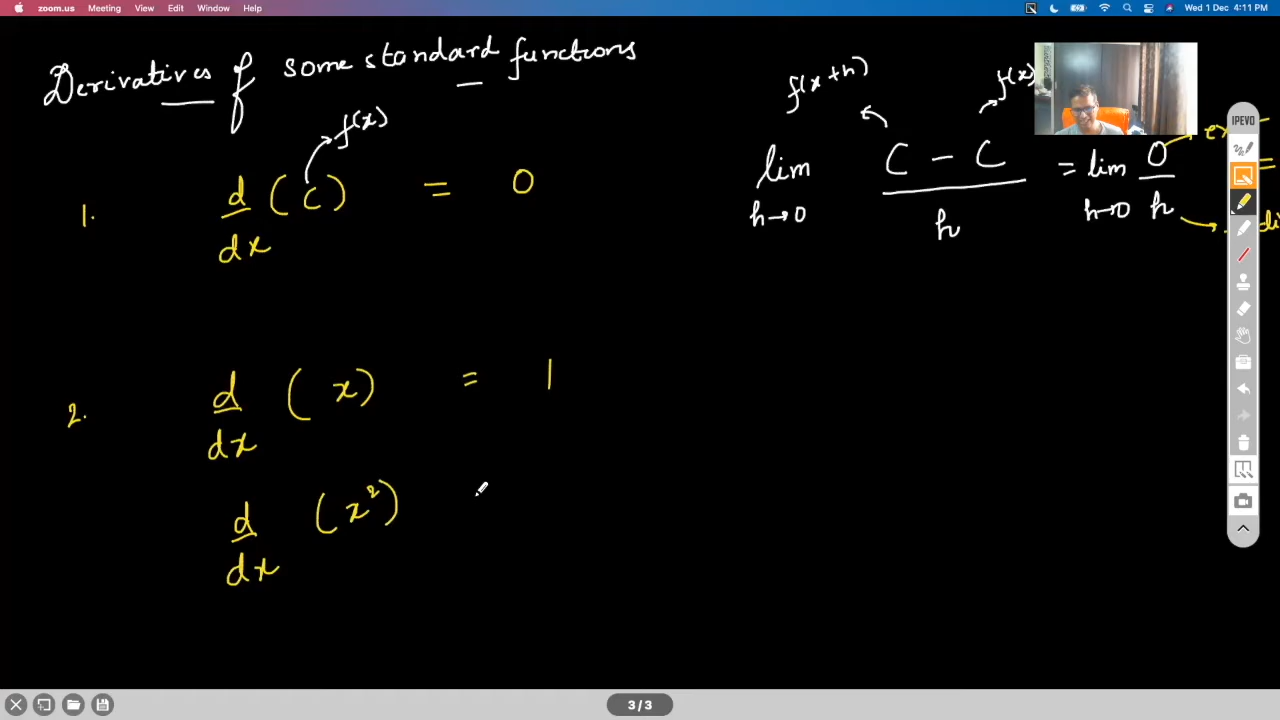 zoom.us Meeting View Edit Window Help Wed 1 Dec 4:11 PM
Derivatives of some standard functions
f(x)
f(x+h) f(x)
1. d/dx (C) = 0
lim h→0 C - C / h = lim h→0 0/h
IPEVO
2. d/dx (x) = 1
d/dx (x²)
3/3